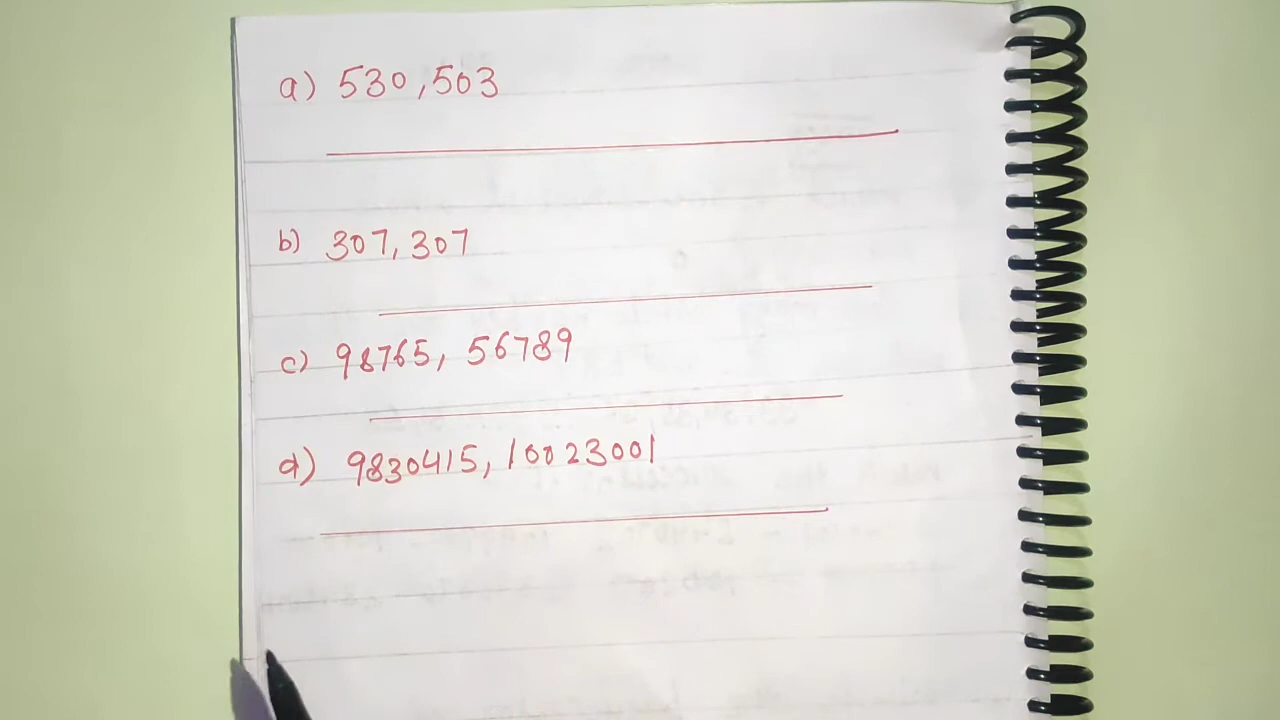 a) 530,503
b) 307, 307
c) 98765, 56789
d) 9830415, 10023001